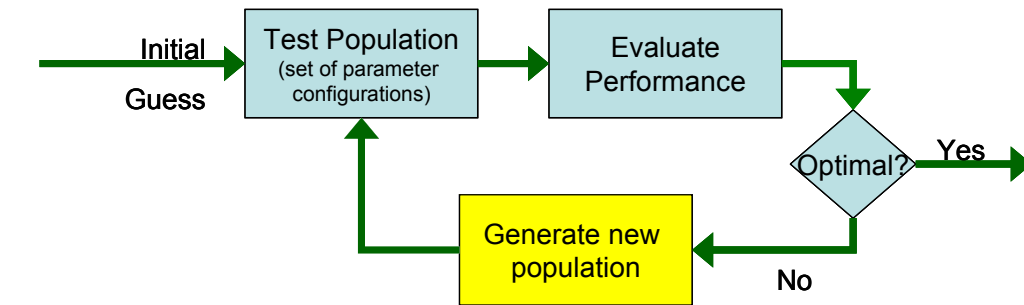 Initial
Guess
Test Population
(set of parameter
configurations)
Evaluate
Performance
Optimal?
Yes
No
Generate new
population